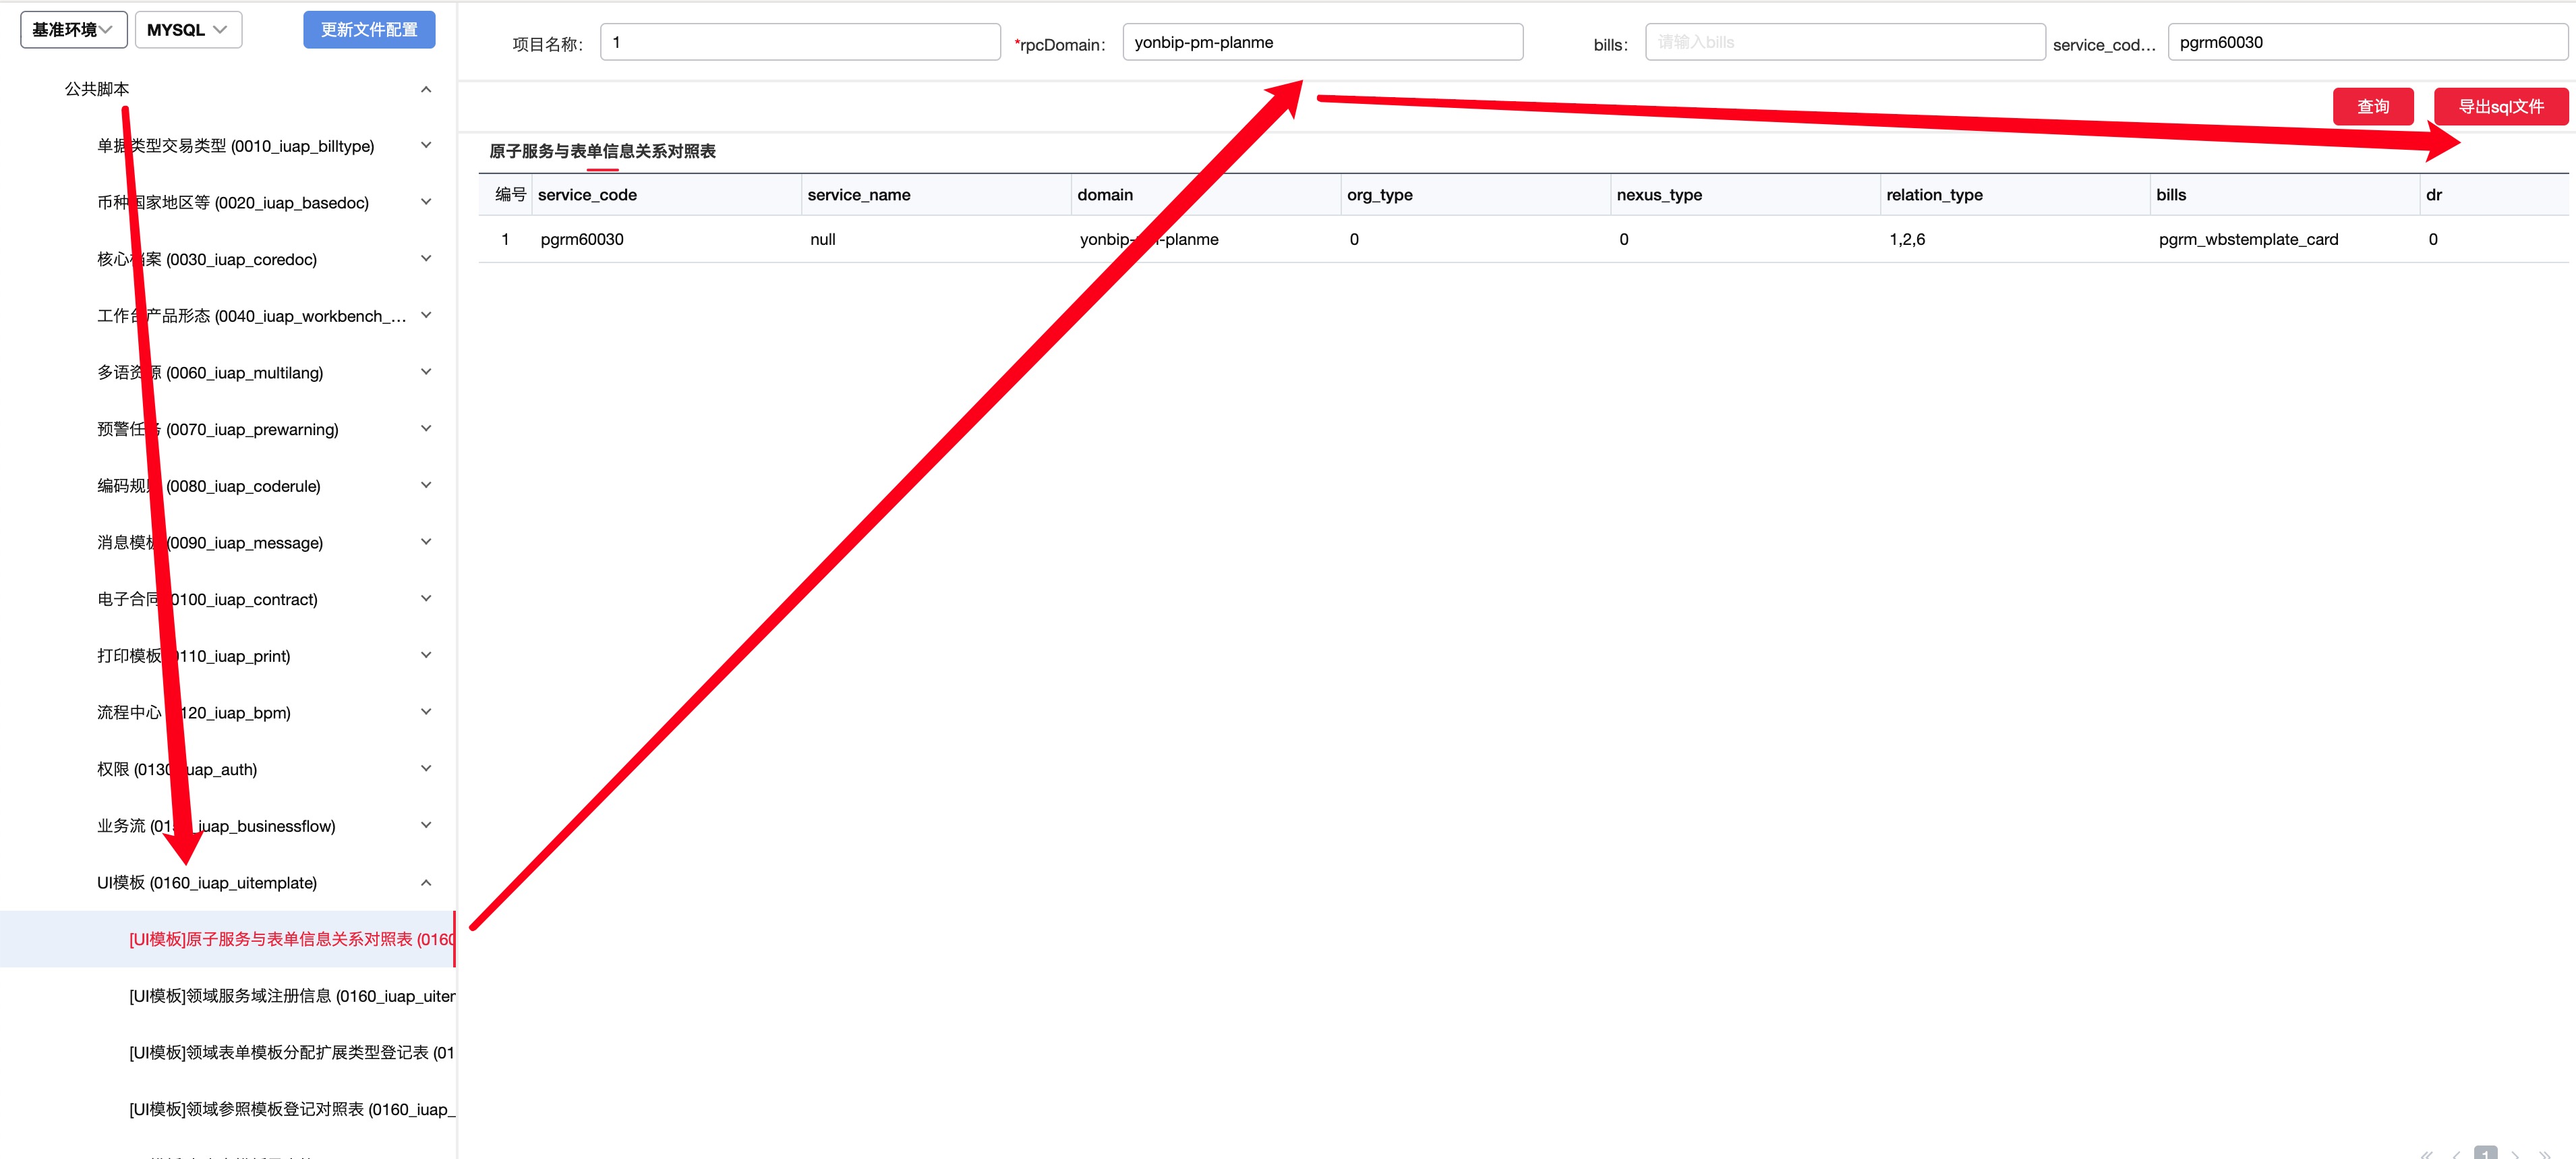 基准环境
MYSQL
更新文件配置
项目名称：
1
*rpcDomain：
yonbip-pm-planme
bills：
请输入bills
service_cod...
pgrm60030
查询
导出sql文件
公共脚本
单据类型交易类型 (0010_iuap_billtype)
币种国家地区等 (0020_iuap_basedoc)
核心档案 (0030_iuap_coredoc)
工作台产品形态 (0040_iuap_workbench_...
多语资源 (0060_iuap_multilang)
预警任务 (0070_iuap_prewarning)
编码规则 (0080_iuap_coderule)
消息模板 (0090_iuap_message)
电子合同 (0100_iuap_contract)
打印模板 (0110_iuap_print)
流程中心 (0120_iuap_bpm)
权限 (0130_iuap_auth)
业务流 (015_iuap_businessflow)
UI模板 (0160_iuap_uitemplate)
[UI模板]原子服务与表单信息关系对照表 (0160
[UI模板]领域服务域注册信息 (0160_iuap_uiter
[UI模板]领域表单模板分配扩展类型登记表 (01
[UI模板]领域参照模板登记对照表 (0160_iuap_
原子服务与表单信息关系对照表
编号 service_code service_name domain org_type nexus_type relation_type bills dr
1 pgrm60030 null yonbip-pm-planme 0 0 1,2,6 pgrm_wbstemplate_card 0
1